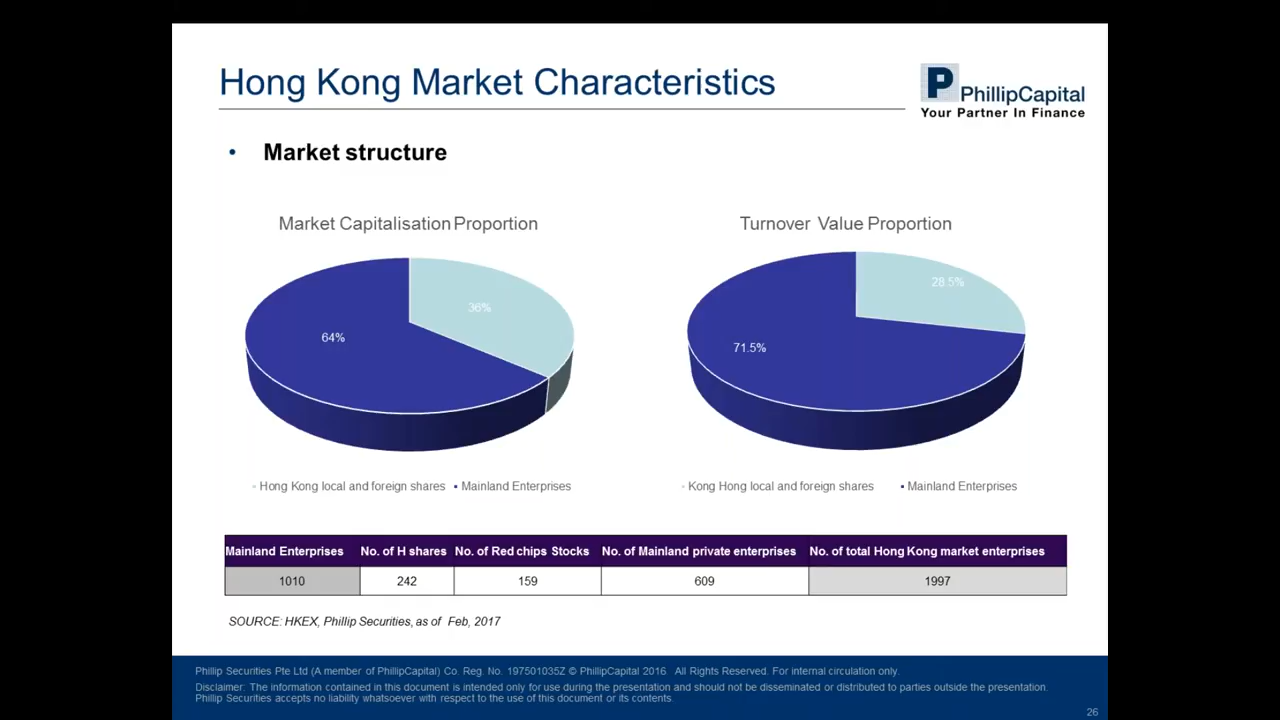 Hong Kong Market Characteristics
P PhillipCapital
Your Partner In Finance
• Market structure
Market Capitalisation Proportion
Turnover Value Proportion
36%
64%
28.5%
71.5%
Hong Kong local and foreign shares Mainland Enterprises
Kong Hong local and foreign shares Mainland Enterprises
Mainland Enterprises No. of H shares No. of Red chips Stocks No. of Mainland private enterprises No. of total Hong Kong market enterprises
1010 242 159 609 1997
SOURCE: HKEX, Phillip Securities, as of Feb, 2017
Phillip Securities Pte Ltd (A member of PhillipCapital) Co. Reg. No. 197501035Z © PhillipCapital 2016. All Rights Reserved. For internal circulation only.
Disclaimer: The information contained in this document is intended only for use during the presentation and should not be disseminated or distributed to parties outside the presentation.
Phillip Securities accepts no liability whatsoever with respect to the use of this document or its contents.
26